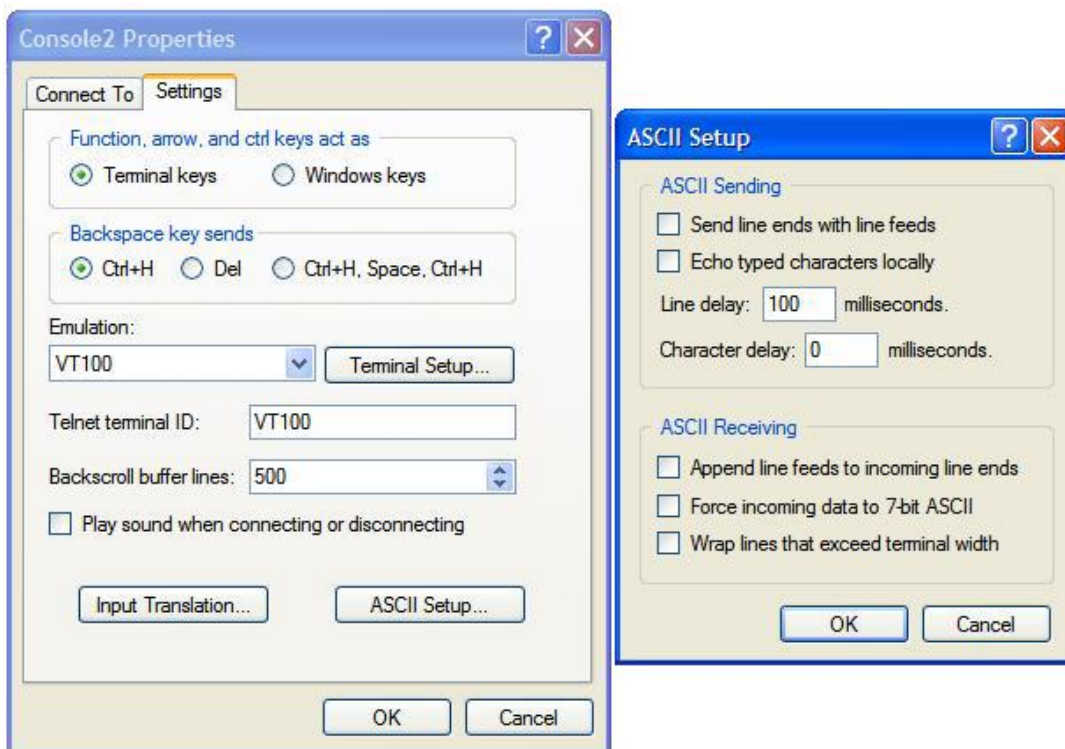 Console2 Properties
Connect To Settings
Function, arrow, and ctrl keys act as
Terminal keys Windows keys
Backspace key sends
Ctrl+H Del Ctrl+H, Space, Ctrl+H
Emulation:
VT100 Terminal Setup...
Telnet terminal ID: VT100
Backscroll buffer lines: 500
Play sound when connecting or disconnecting
Input Translation... ASCII Setup...
OK Cancel
ASCII Setup
ASCII Sending
Send line ends with line feeds
Echo typed characters locally
Line delay: 100 milliseconds.
Character delay: 0 milliseconds.
ASCII Receiving
Append line feeds to incoming line ends
Force incoming data to 7-bit ASCII
Wrap lines that exceed terminal width
OK Cancel